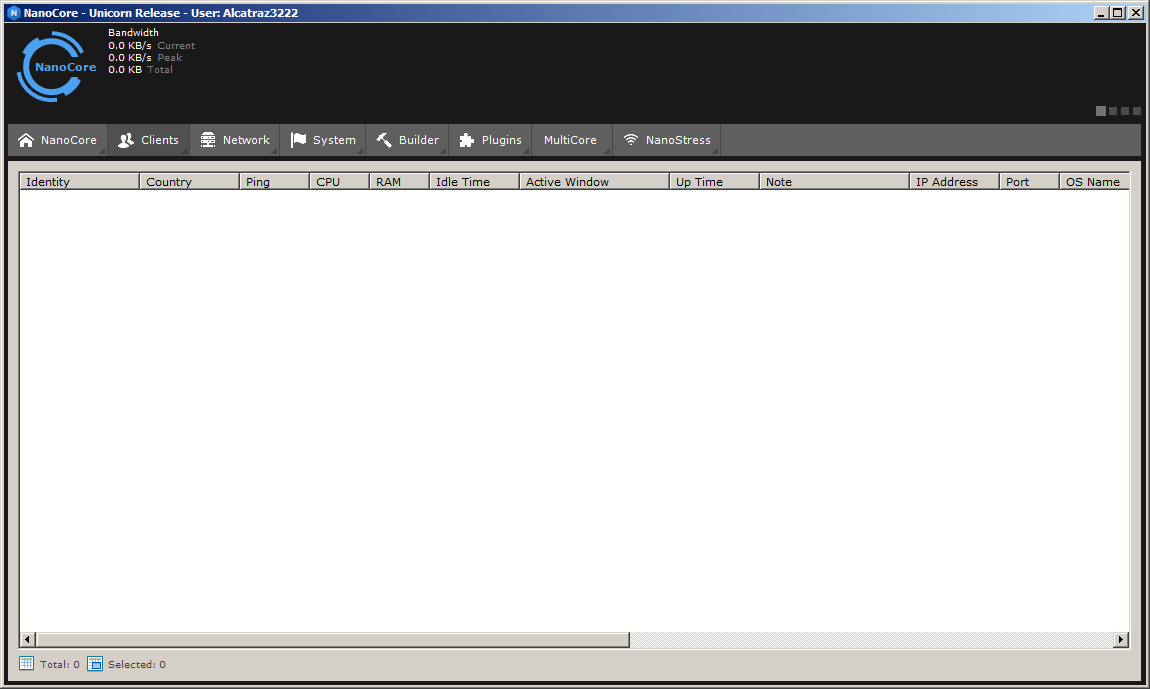 NanoCore - Unicorn Release - User: Alcatraz3222
NanoCore
Bandwidth
0.0 KB/s Current
0.0 KB/s Peak
0.0 KB Total
NanoCore Clients Network System Builder Plugins MultiCore NanoStress
Identity Country Ping CPU RAM Idle Time Active Window Up Time Note IP Address Port OS Name
Total: 0 Selected: 0